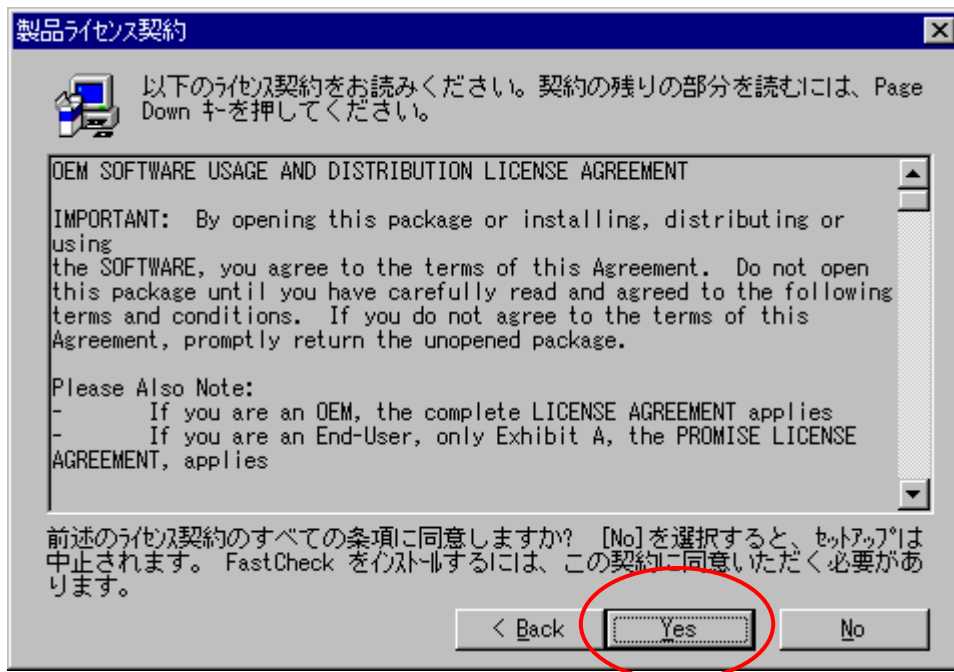 製品ライセンス契約
以下のライセンス契約をお読みください。契約の残りの部分を読むには、Page
Down キーを押してください。
OEM SOFTWARE USAGE AND DISTRIBUTION LICENSE AGREEMENT
IMPORTANT:  By opening this package or installing, distributing or
using
the SOFTWARE, you agree to the terms of this Agreement.  Do not open
this package until you have carefully read and agreed to the following
terms and conditions.  If you do not agree to the terms of this
Agreement, promptly return the unopened package.
Please Also Note:
-       If you are an OEM, the complete LICENSE AGREEMENT applies
-       If you are an End-User, only Exhibit A, the PROMISE LICENSE
AGREEMENT, applies
前述のライセンス契約のすべての条項に同意しますか?  [No]を選択すると、セットアップは
中止されます。 FastCheck をインストールするには、この契約に同意いただく必要があ
ります。
< Back
Yes
No